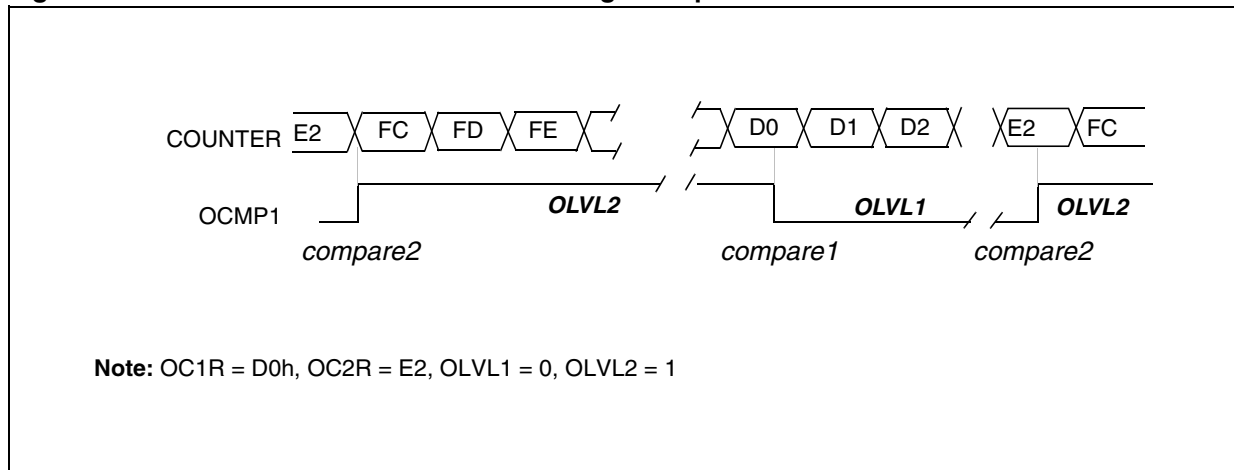 COUNTER E2 FC FD FE D0 D1 D2 E2 FC
OCMP1 OLVL2 OLVL1 OLVL2
compare2 compare1 compare2
Note: OC1R = D0h, OC2R = E2, OLVL1 = 0, OLVL2 = 1